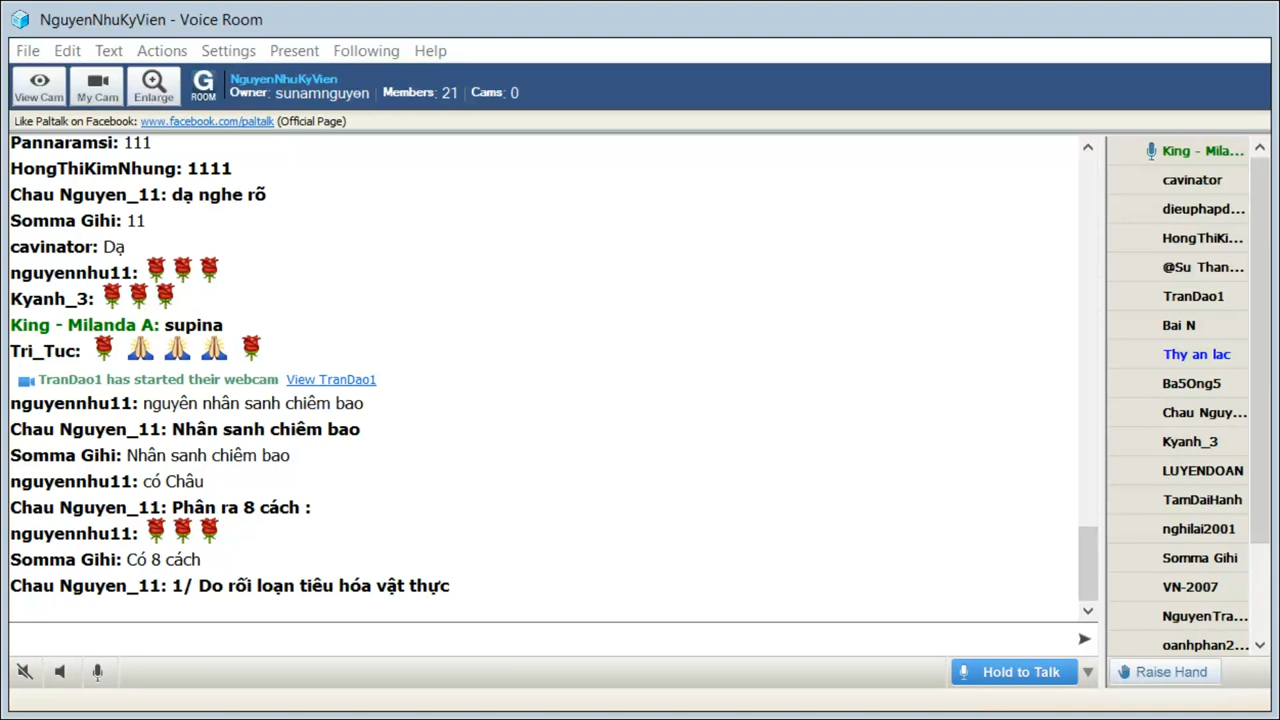 NguyenNhuKyVien - Voice Room
File Edit Text Actions Settings Present Following Help
View Cam My Cam Enlarge G ROOM
NguyenNhuKyVien
Owner: sunamnguyen Members: 21 Cams: 0
Like Paltalk on Facebook: www.facebook.com/paltalk (Official Page)
Pannaramsi: 111
HongThiKimNhung: 1111
Chau Nguyen_11: dạ nghe rõ
Somma Gihi: 11
cavinator: Dạ
nguyennhu11:
Kyanh_3:
King - Milanda A: supina
Tri_Tuc:
TranDao1 has started their webcam View TranDao1
nguyennhu11: nguyên nhân sanh chiêm bao
Chau Nguyen_11: Nhân sanh chiêm bao
Somma Gihi: Nhân sanh chiêm bao
nguyennhu11: có Châu
Chau Nguyen_11: Phân ra 8 cách :
nguyennhu11:
Somma Gihi: Có 8 cách
Chau Nguyen_11: 1/ Do rối loạn tiêu hóa vật thực
King - Mila...
cavinator
dieuphapd...
HongThiKi...
@Su Than...
TranDao1
Bai N
Thy an lac
Ba5Ong5
Chau Nguy...
Kyanh_3
LUYENDOAN
TamDaiHanh
nghilai2001
Somma Gihi
VN-2007
NguyenTra...
oanhphan2...
Hold to Talk
Raise Hand